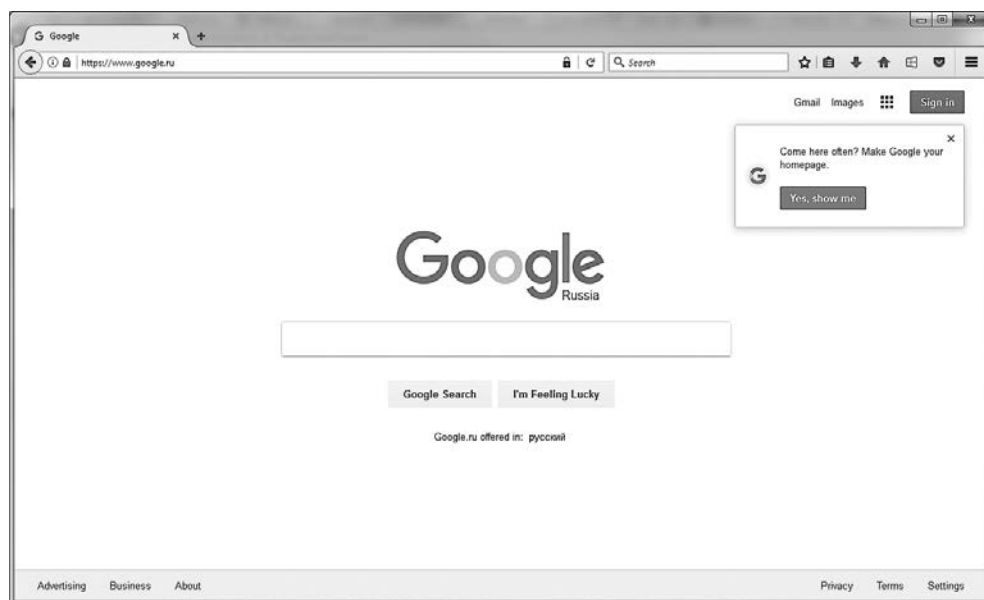 G Google
https://www.google.ru
Search
Gmail Images
Sign in
Come here often? Make Google your
homepage.
G
Yes, show me
Google
Russia
Google Search
I'm Feeling Lucky
Google.ru offered in: русский
Advertising Business About
Privacy Terms Settings